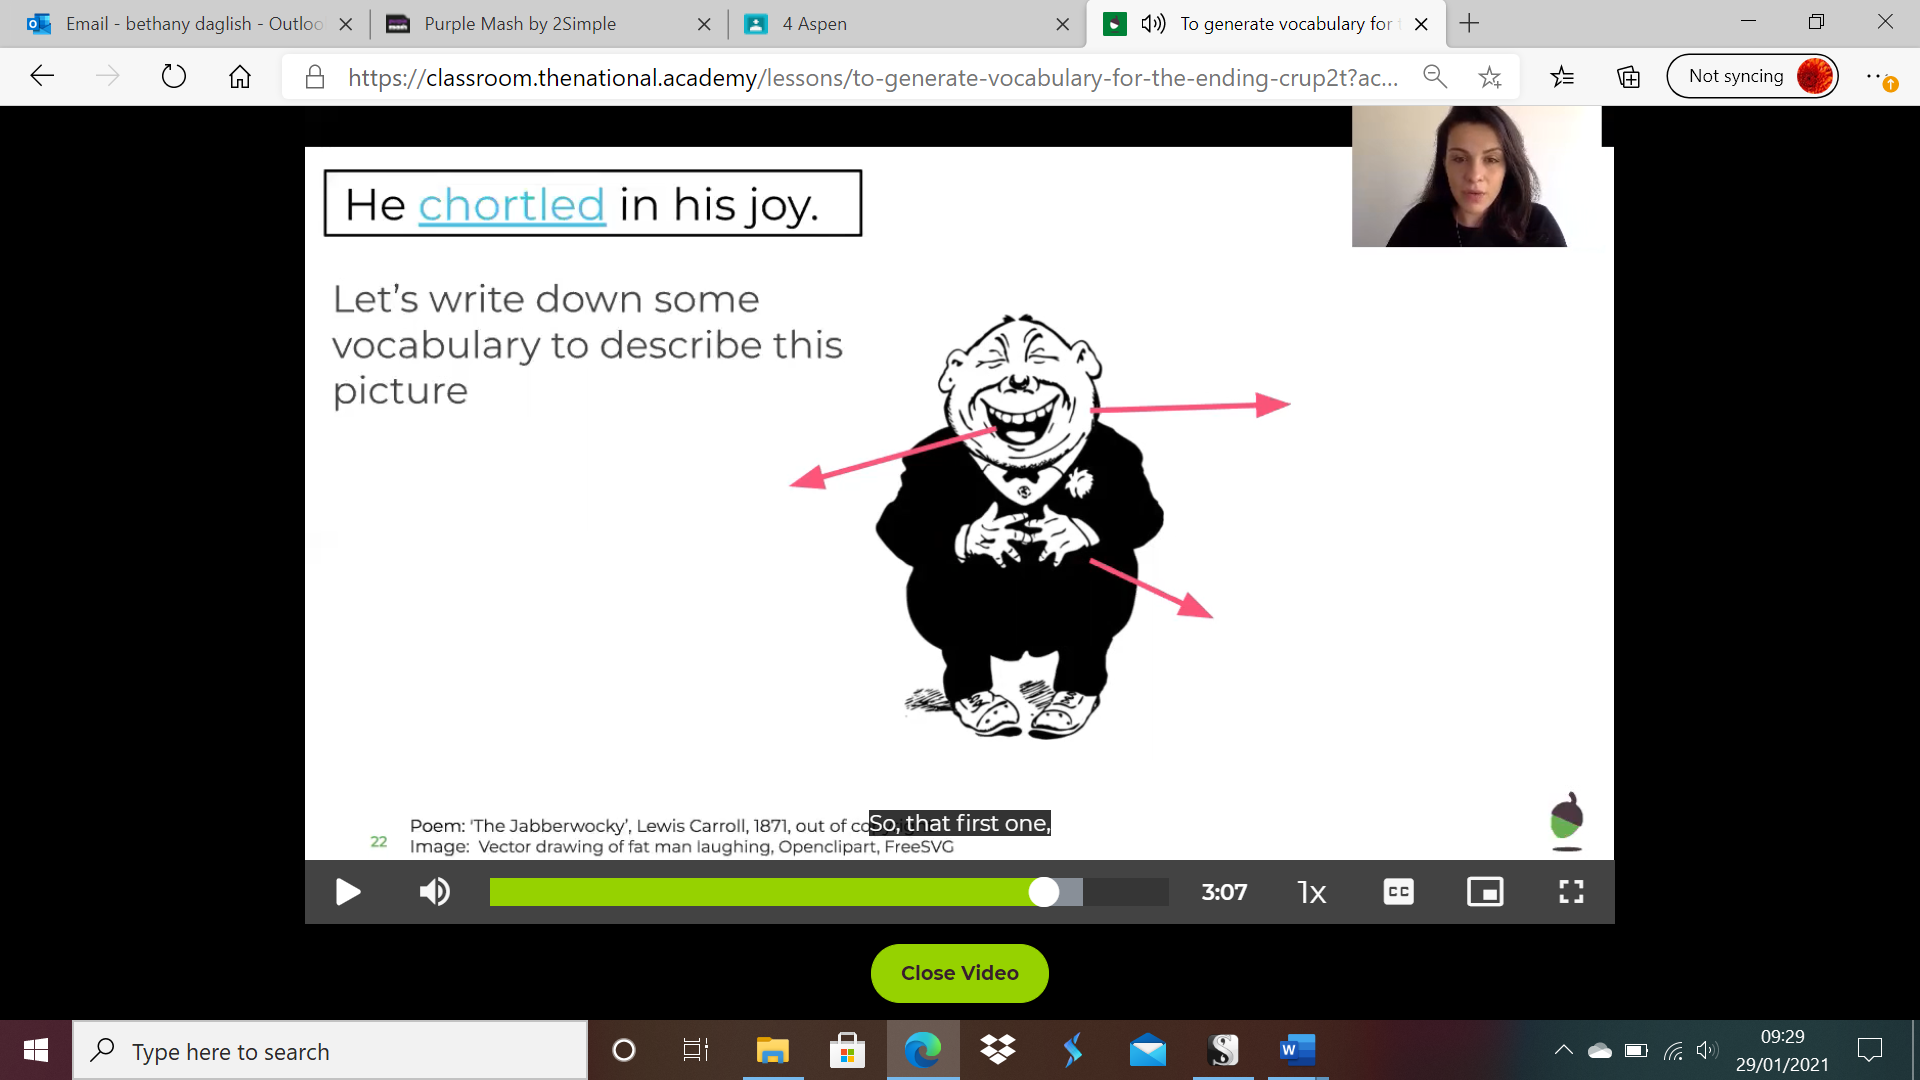 Email - bethany daglish - Outloo
Purple Mash by 2Simple
4 Aspen
To generate vocabulary for t
https://classroom.thenational.academy/lessons/to-generate-vocabulary-for-the-ending-crup2t?ac...
Not syncing
He chortled in his joy.
Let's write down some
vocabulary to describe this
picture
22
Poem: 'The Jabberwocky', Lewis Carroll, 1871, out of
So, that first one,
Image: Vector drawing of fat man laughing, Openclipart, FreeSVG
3:07
1x
CC
Close Video
Type here to search
09:29
29/01/2021